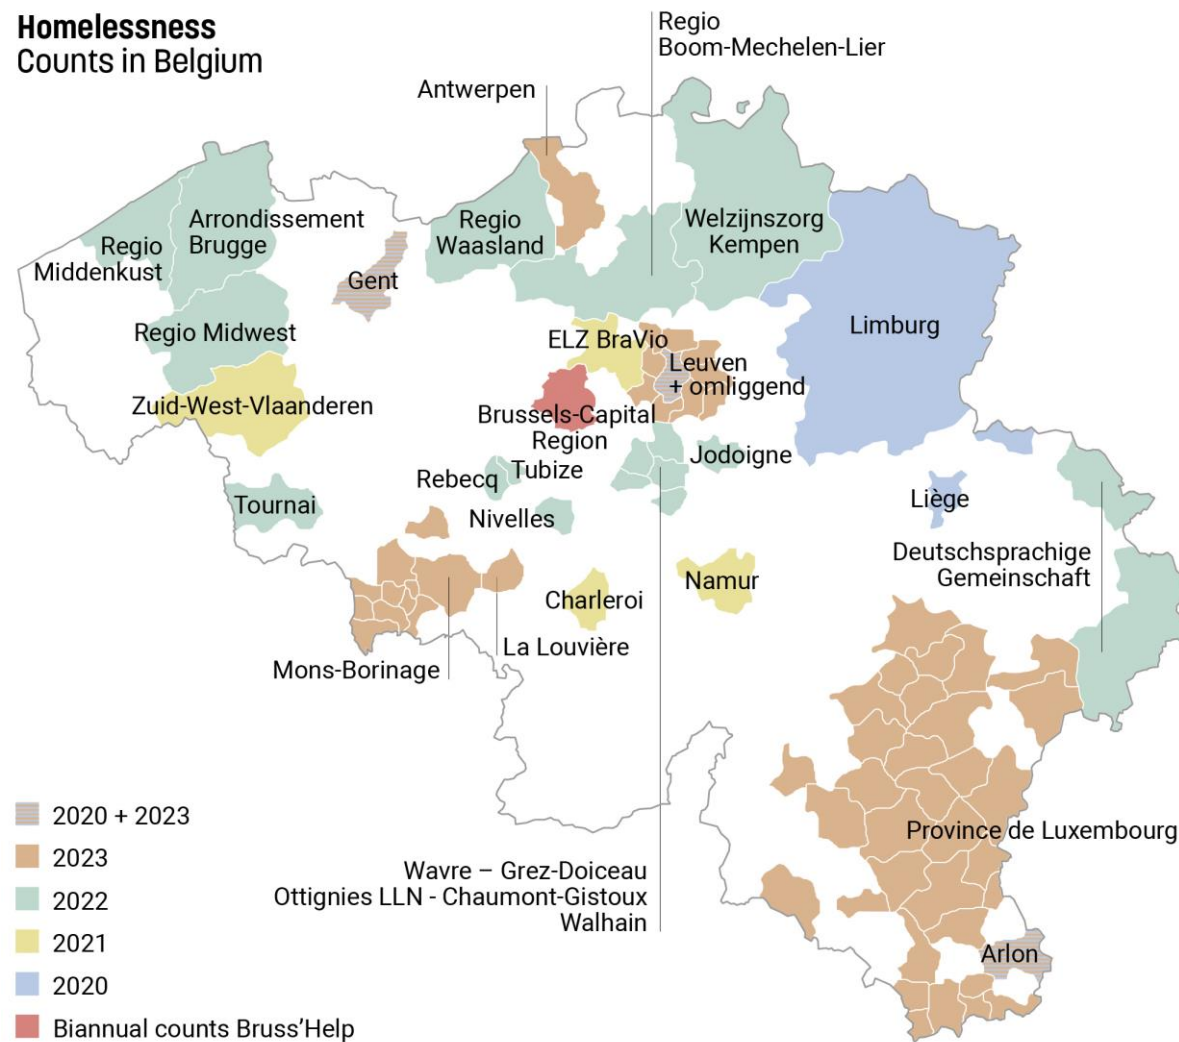 Homelessness
Counts in Belgium
Regio
Boom-Mechelen-Lier
Antwerpen
Arrondissement
Brugge
Regio
Middenkust
Regio
Waasland
Welzijnszorg
Kempen
Gent
Regio Midwest
ELZ BraVio
Limburg
Leuven
+ omliggend
Zuid-West-Vlaanderen
Brussels-Capital
Region
Jodoigne
Tubize
Rebecq
Tournai
Nivelles
Liège
Deutschsprachige
Gemeinschaft
Namur
Charleroi
La Louvière
Mons-Borinage
Province de Luxembourg
Wavre – Grez-Doiceau
Ottignies LLN - Chaumont-Gistoux
Walhain
Arlon
2020 + 2023
2023
2022
2021
2020
Biannual counts Bruss’Help